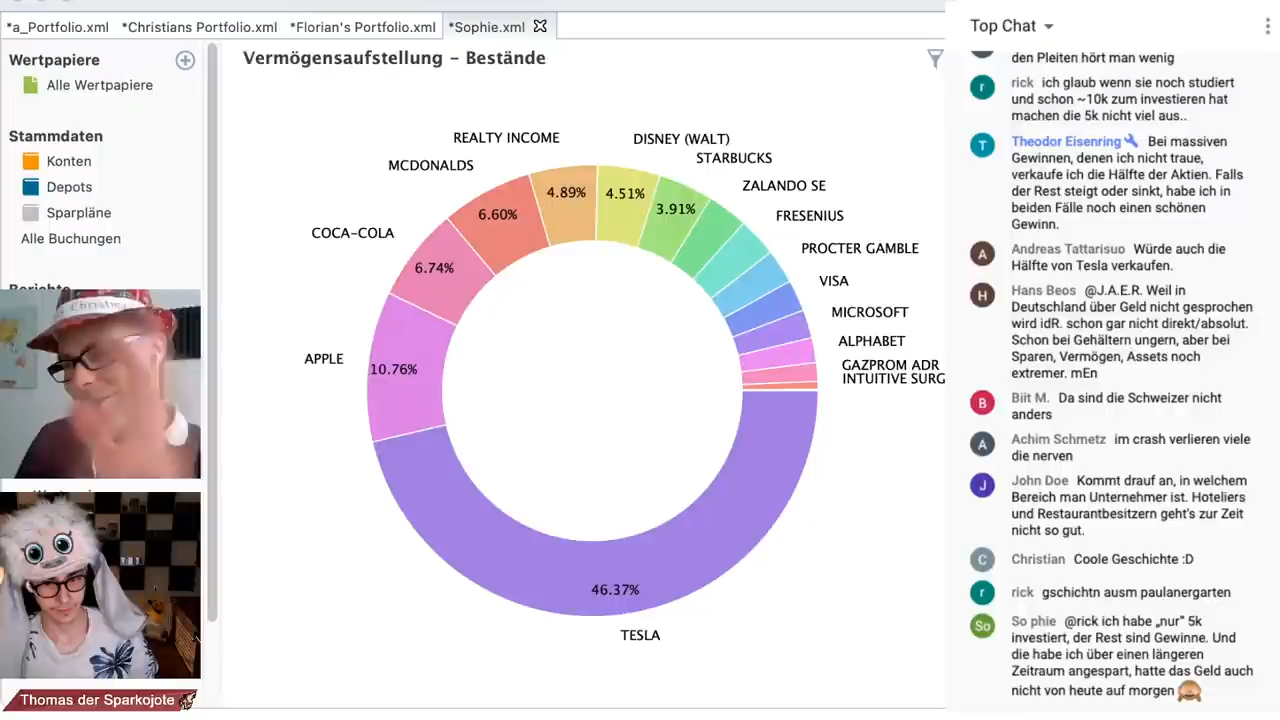 *a_Portfolio.xml
*Christians Portfolio.xml
*Florian's Portfolio.xml
*Sophie.xml
Wertpapiere
Alle Wertpapiere
Stammdaten
Konten
Depots
Sparpläne
Alle Buchungen
Berichte
Thomas der Sparkojote
Vermögensaufstellung – Bestände
REALTY INCOME
DISNEY (WALT)
MCDONALDS
STARBUCKS
ZALANDO SE
COCA-COLA
FRESENIUS
PROCTER GAMBLE
VISA
MICROSOFT
ALPHABET
APPLE
GAZPROM ADR
INTUITIVE SURG
4.89%
4.51%
3.91%
6.60%
6.74%
10.76%
46.37%
TESLA
Top Chat
den Pleiten hört man wenig
r
rick ich glaub wenn sie noch studiert
und schon ~10k zum investieren hat
machen die 5k nicht viel aus..
T
Theodor Eisenring Bei massiven
Gewinnen, denen ich nicht traue,
verkaufe ich die Hälfte der Aktien. Falls
der Rest steigt oder sinkt, habe ich in
beiden Fälle noch einen schönen
Gewinn.
A
Andreas Tattarisuo Würde auch die
Hälfte von Tesla verkaufen.
H
Hans Beos @J.A.E.R. Weil in
Deutschland über Geld nicht gesprochen
wird idR. schon gar nicht direkt/absolut.
Schon bei Gehältern ungern, aber bei
Sparen, Vermögen, Assets noch
extremer. mEn
B
Biit M. Da sind die Schweizer nicht
anders
A
Achim Schmetz im crash verlieren viele
die nerven
J
John Doe Kommt drauf an, in welchem
Bereich man Unternehmer ist. Hoteliers
und Restaurantbesitzern geht's zur Zeit
nicht so gut.
C
Christian Coole Geschichte :D
r
rick gschichtn ausm paulanergarten
So
So phie @rick ich habe „nur" 5k
investiert, der Rest sind Gewinne. Und
die habe ich über einen längeren
Zeitraum angespart, hatte das Geld auch
nicht von heute auf morgen